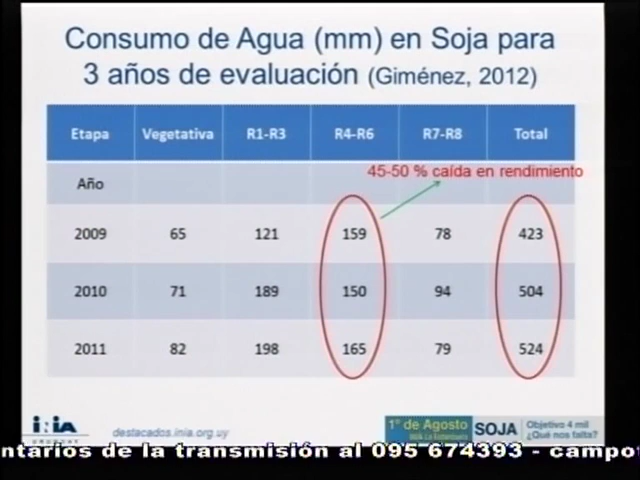 Consumo de Agua (mm) en Soja para
3 años de evaluación (Giménez, 2012)
Etapa Vegetativa R1-R3 R4-R6 R7-R8 Total
45-50 % caída en rendimiento
Año
2009 65 121 159 78 423
2010 71 189 150 94 504
2011 82 198 165 79 524
inia
URUGUAY
destacados.inia.org.uy
1° de Agosto
SOJA
Objetivo 4 mil
¿Qué nos falta?
ntarios de la transmisión al 095 674393 - campo